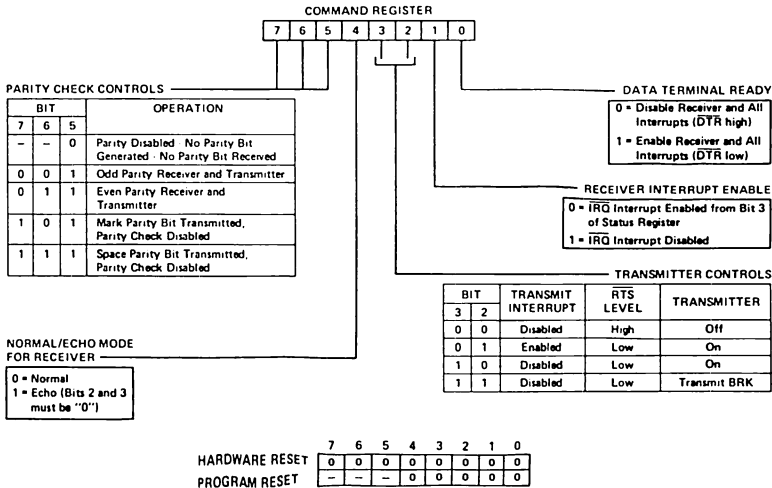 COMMAND REGISTER
7 6 5 4 3 2 1 0
PARITY CHECK CONTROLS
BIT OPERATION
7 6 5
– – 0 Parity Disabled - No Parity Bit
Generated - No Parity Bit Received
0 0 1 Odd Parity Receiver and Transmitter
0 1 1 Even Parity Receiver and
Transmitter
1 0 1 Mark Parity Bit Transmitted,
Parity Check Disabled
1 1 1 Space Parity Bit Transmitted,
Parity Check Disabled
NORMAL/ECHO MODE
FOR RECEIVER
0 = Normal
1 = Echo (Bits 2 and 3
must be "0")
DATA TERMINAL READY
0 = Disable Receiver and All
Interrupts (D̅T̅R̅ high)
1 = Enable Receiver and All
Interrupts (D̅T̅R̅ low)
RECEIVER INTERRUPT ENABLE
0 = I̅R̅Q̅ Interrupt Enabled from Bit 3
of Status Register
1 = I̅R̅Q̅ Interrupt Disabled
TRANSMITTER CONTROLS
BIT TRANSMIT R̅T̅S̅ TRANSMITTER
3 2 INTERRUPT LEVEL
0 0 Disabled High Off
0 1 Enabled Low On
1 0 Disabled Low On
1 1 Disabled Low Transmit BRK
7 6 5 4 3 2 1 0
HARDWARE RESET 0 0 0 0 0 0 0 0
PROGRAM RESET – – – 0 0 0 0 0